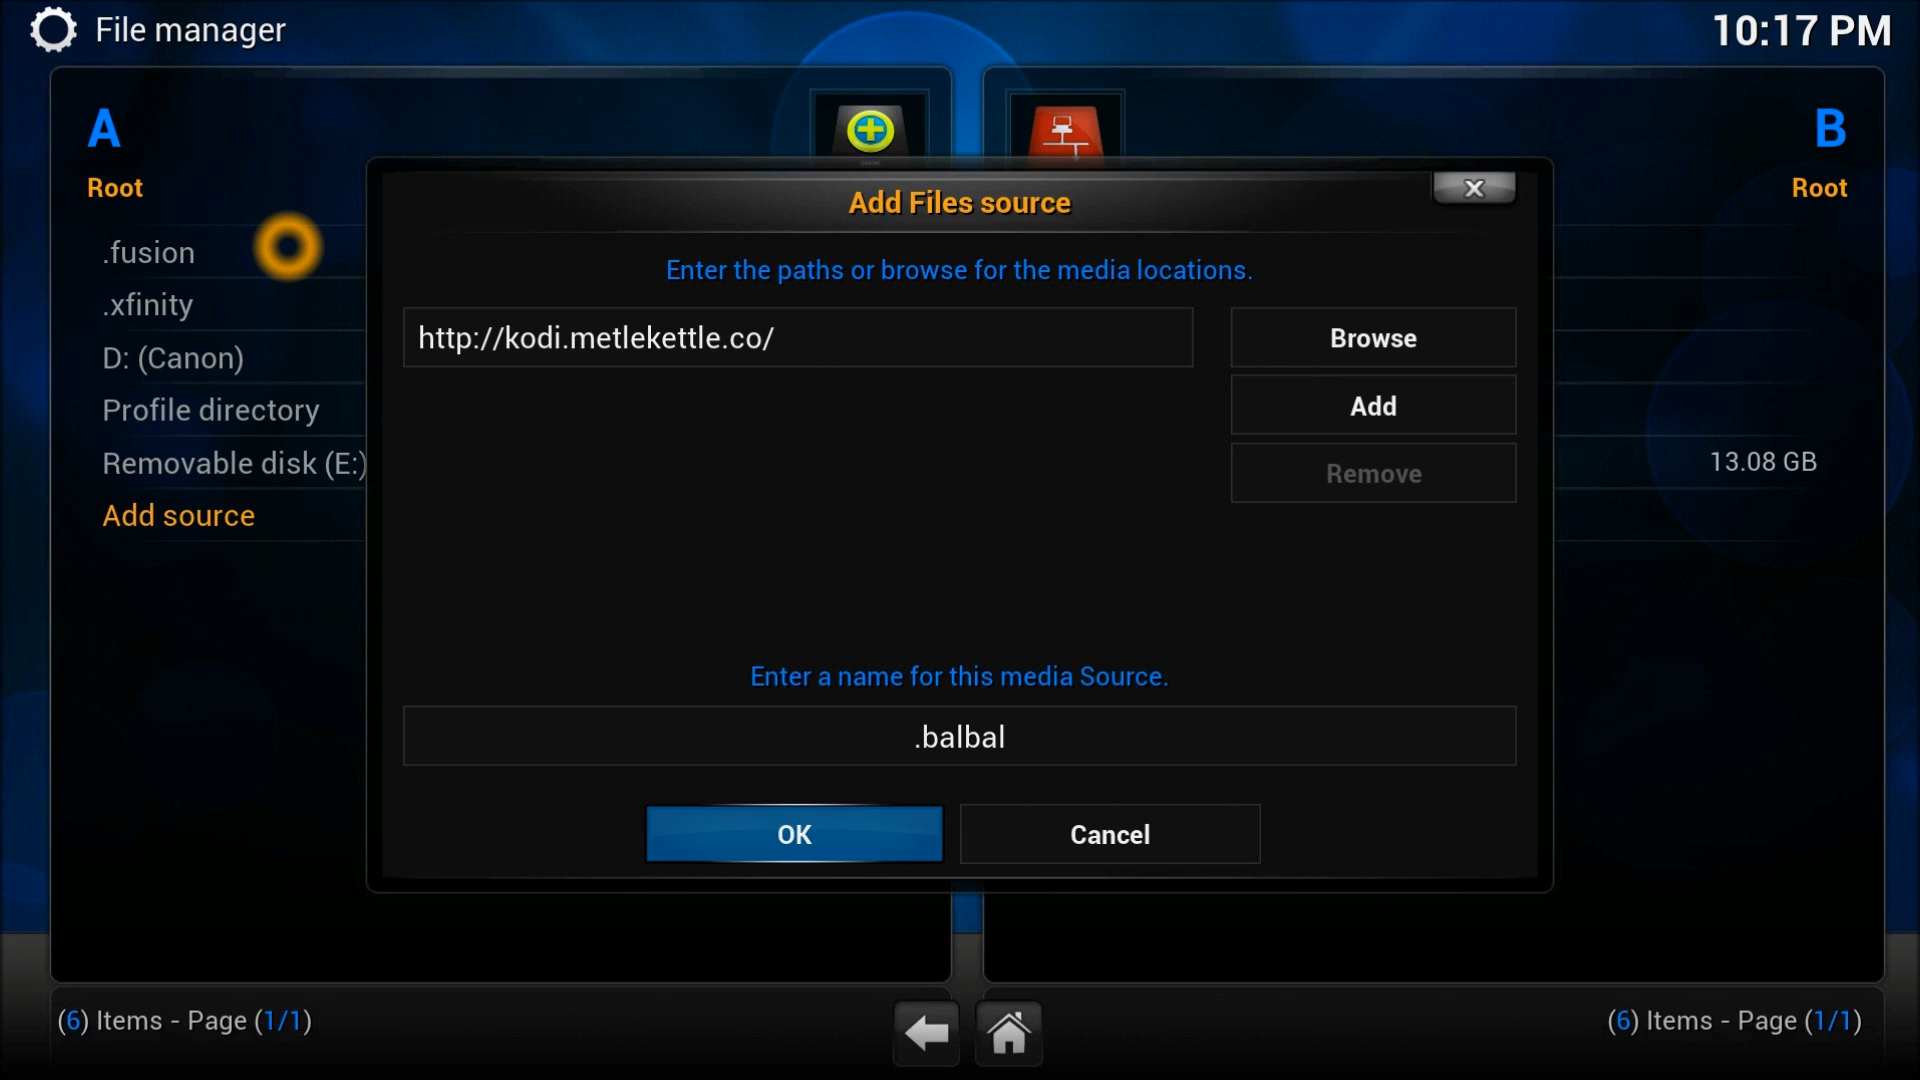 File manager
10:17 PM
A
B
Root
Root
Add Files source
.fusion
Enter the paths or browse for the media locations.
.xfinity
http://kodi.metlekettle.co/
Browse
D: (Canon)
Add
Profile directory
Removable disk (E:)
Remove
13.08 GB
Add source
Enter a name for this media Source.
.balbal
OK
Cancel
(6) Items - Page (1/1)
(6) Items - Page (1/1)